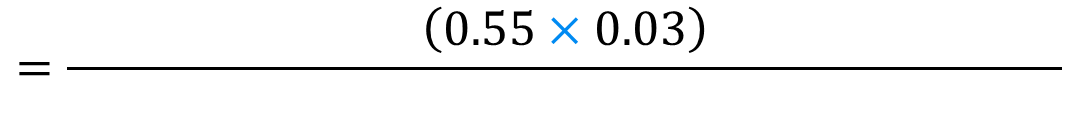 = (0.55 × 0.03)